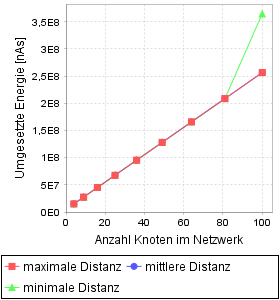 3,5E8
3E8
2,5E8
2E8
1,5E8
1E8
5E7
0E0
Umgesetzte Energie [nAs]
0 20 40 60 80 100
Anzahl Knoten im Netzwerk
maximale Distanz mittlere Distanz
minimale Distanz